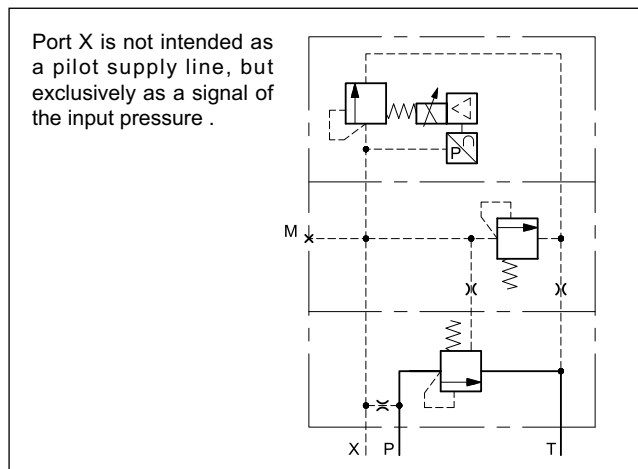 Port X is not intended as
a pilot supply line, but
exclusively as a signal of
the input pressure .
P
M
X P T